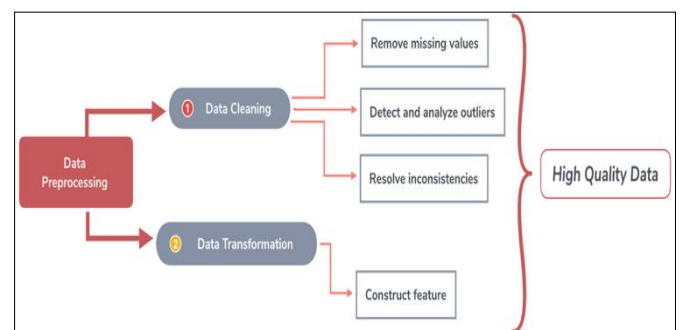 Data
Preprocessing
1 Data Cleaning
Remove missing values
Detect and analyze outliers
Resolve inconsistencies
2 Data Transformation
Construct feature
High Quality Data